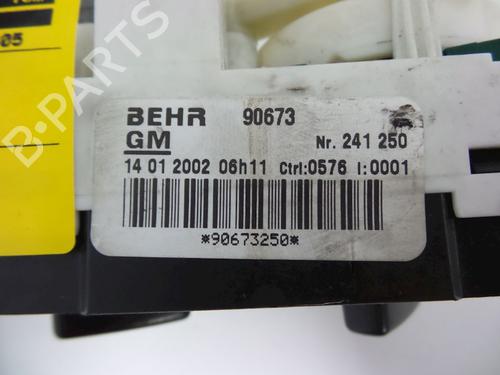 05
B-PARTS
BEHR 90673
GM Nr. 241 250
14 01 2002 06h11 Ctrl:0576 I:0001
*90673250*